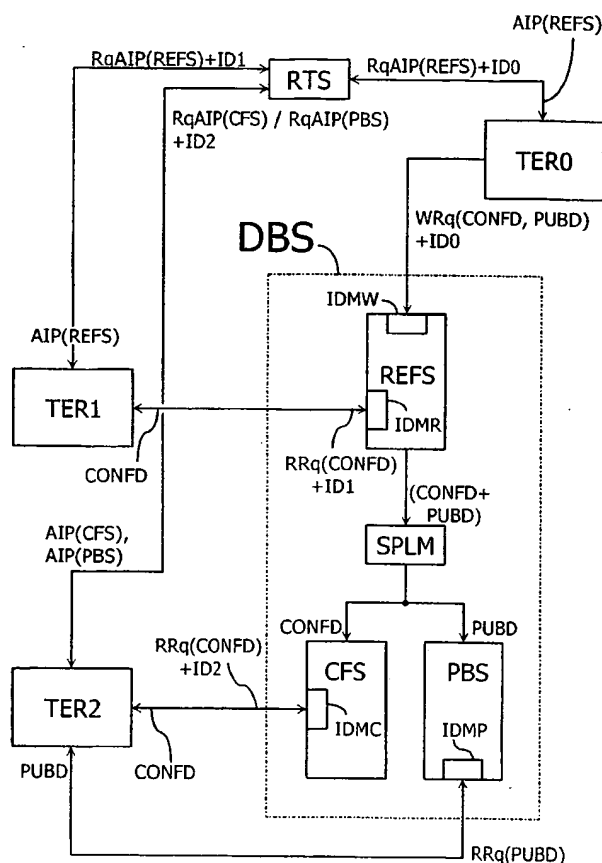 AIP(REFS)
RqAIP(REFS)+ID1
RTS
RqAIP(REFS)+ID0
RqAIP(CFS) / RqAIP(PBS)
+ID2
TER0
WRq(CONFD, PUBD)
+ID0
DBS
IDMW
REFS
AIP(REFS)
TER1
IDMR
CONFD
RRq(CONFD)
+ID1
(CONFD+
PUBD)
AIP(CFS),
AIP(PBS)
SPLM
CONFD
PUBD
RRq(CONFD)
+ID2
CFS
PBS
TER2
IDMC
IDMP
PUBD
CONFD
RRq(PUBD)